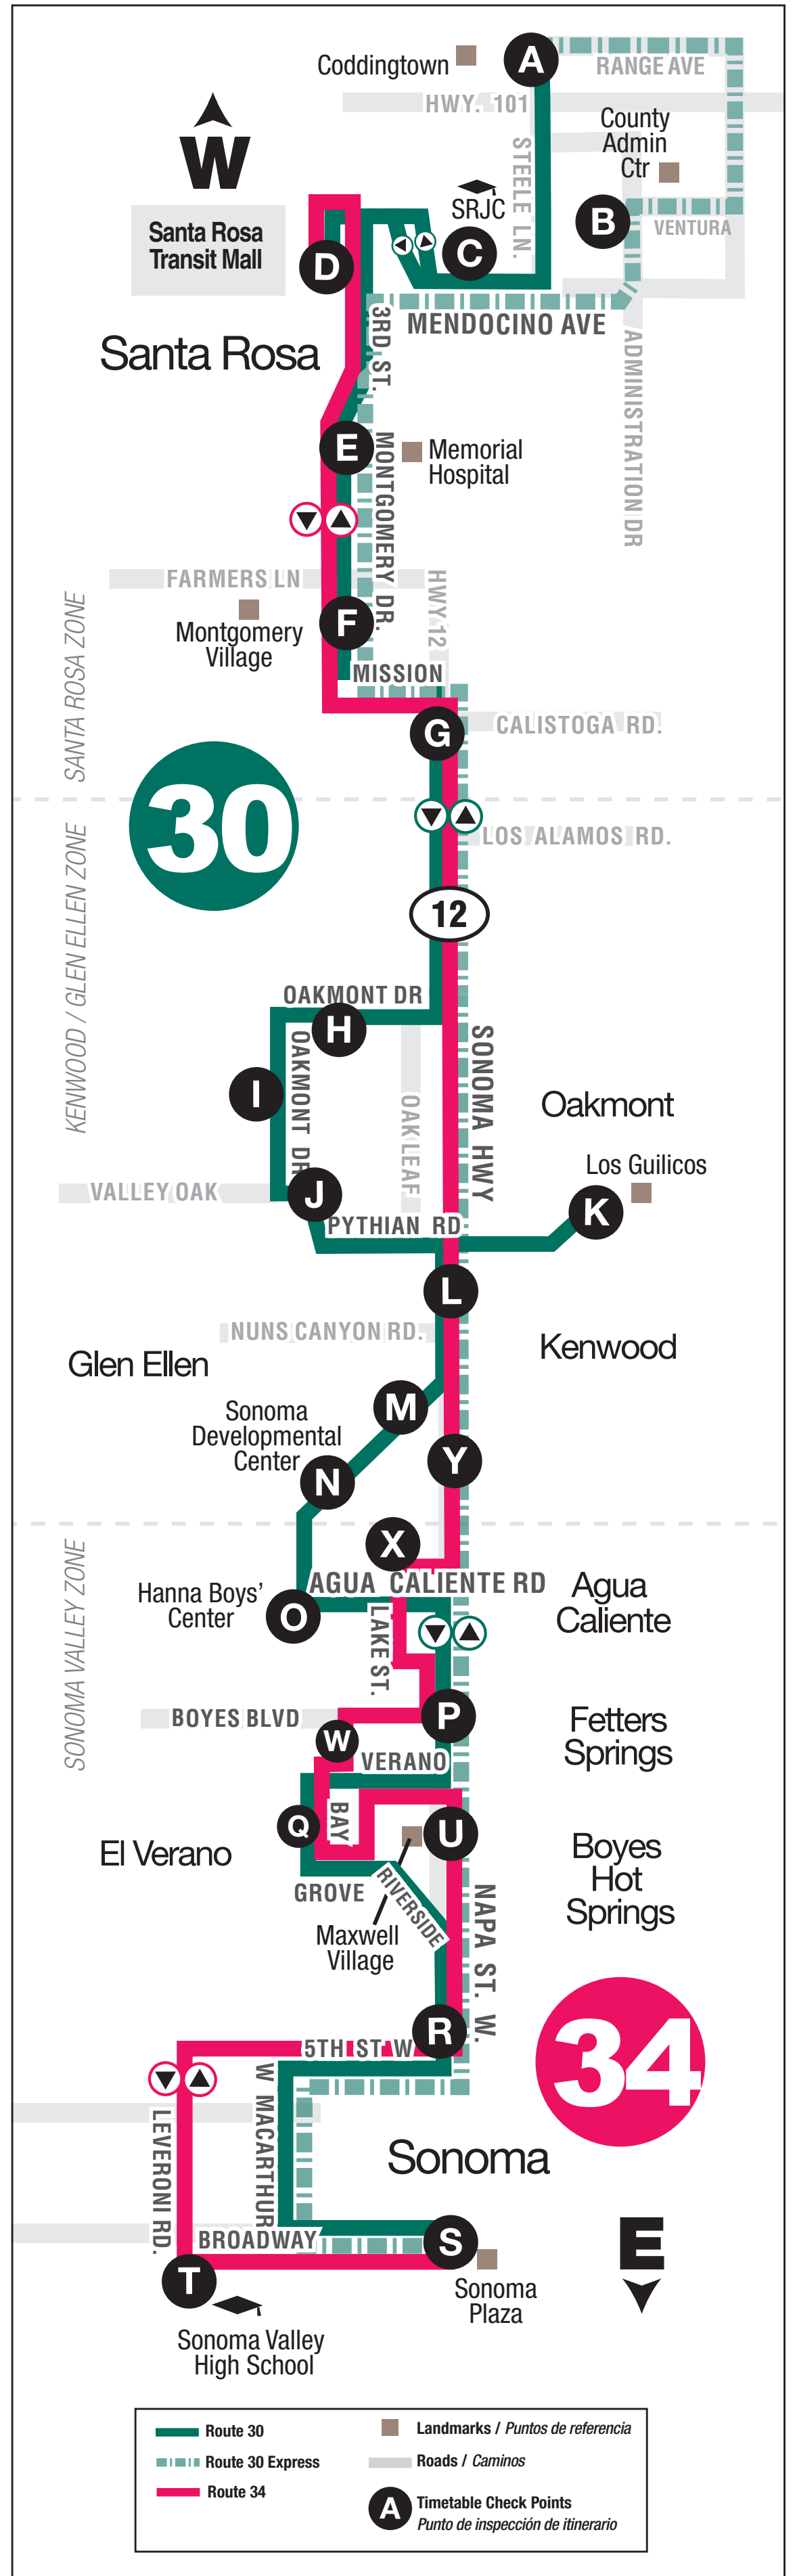 Coddingtown
A
RANGE AVE
HWY. 101
County
Admin
Ctr
W
STEELE LN.
SRJC
B
VENTURA
Santa Rosa
Transit Mall
C
D
MENDOCINO AVE
3RD ST.
Santa Rosa
ADMINISTRATION DR
E
MONTGOMERY DR.
Memorial
Hospital
FARMERS LN
HWY 12
F
Montgomery
Village
SANTA ROSA ZONE
MISSION
G
CALISTOGA RD.
30
LOS ALAMOS RD.
KENWOOD / GLEN ELLEN ZONE
12
OAKMONT DR
H
OAKMONT DR
SONOMA HWY
I
OAK LEAF
Oakmont
Los Guilicos
VALLEY OAK
J
K
PYTHIAN RD
L
NUNS CANYON RD.
Kenwood
Glen Ellen
M
Sonoma
Developmental
Center
Y
N
X
SONOMA VALLEY ZONE
AGUA CALIENTE RD
Agua
Caliente
Hanna Boys’
Center
O
LAKE ST.
BOYES BLVD
P
Fetters
Springs
W
VERANO
BAY
Q
U
El Verano
Boyes
Hot
Springs
GROVE
RIVERSIDE
NAPA ST. W.
Maxwell
Village
R
34
5TH ST W
W MACARTHUR
LEVERONI RD.
Sonoma
BROADWAY
S
E
T
Sonoma
Plaza
Sonoma Valley
High School
Route 30
Route 30 Express
Route 34
Landmarks / Puntos de referencia
Roads / Caminos
A
Timetable Check Points
Punto de inspección de itinerario